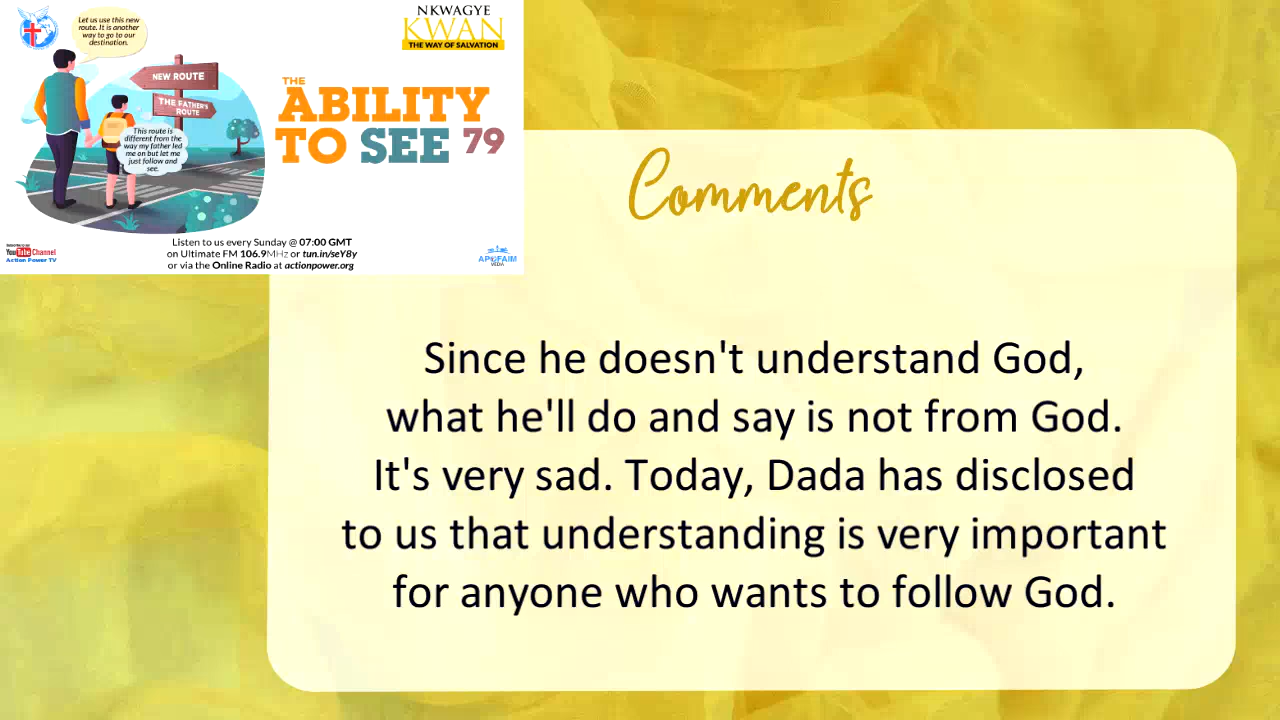 Let us use this new
route. It is another
way to go to our
destination.
NEW ROUTE
THE FATHER'S
ROUTE
This route is
different from the
way my father led
me on but let me
just follow and
see.
NKWAGYE
KWAN
THE WAY OF SALVATION
THE
ABILITY
TO SEE 79
Listen to us every Sunday @ 07:00 GMT
on Ultimate FM 106.9MHz or tun.in/seY8y
or via the Online Radio at actionpower.org
YouTube Channel
Action Power TV
APOFAIM
MEDIA
Comments
Since he doesn't understand God,
what he'll do and say is not from God.
It's very sad. Today, Dada has disclosed
to us that understanding is very important
for anyone who wants to follow God.